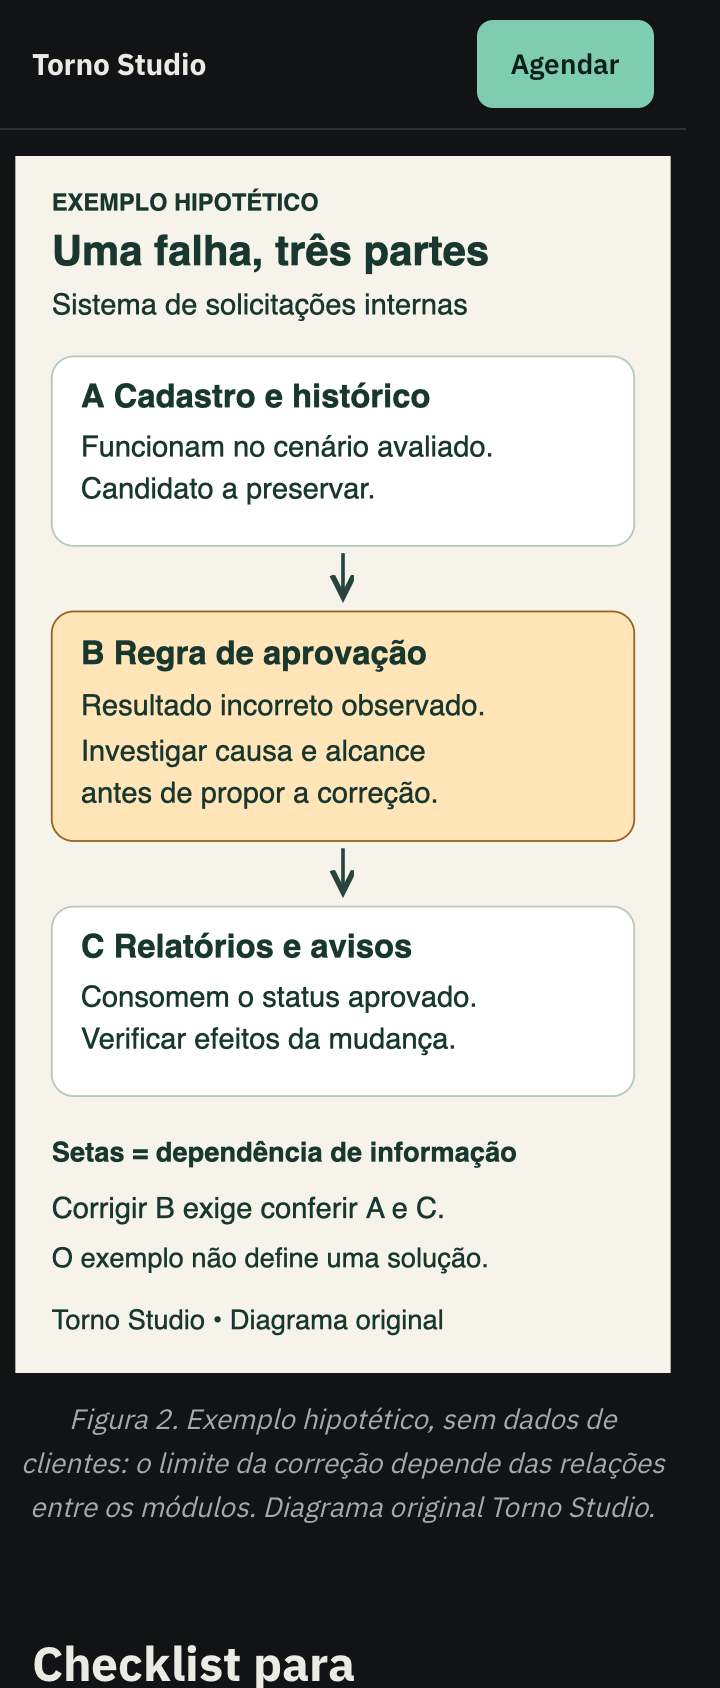 Torno Studio
Agendar
EXEMPLO HIPOTÉTICO
Uma falha, três partes
Sistema de solicitações internas
A Cadastro e histórico
Funcionam no cenário avaliado.
Candidato a preservar.
B Regra de aprovação
Resultado incorreto observado.
Investigar causa e alcance
antes de propor a correção.
C Relatórios e avisos
Consomem o status aprovado.
Verificar efeitos da mudança.
Setas = dependência de informação
Corrigir B exige conferir A e C.
O exemplo não define uma solução.
Torno Studio • Diagrama original
Figura 2. Exemplo hipotético, sem dados de
clientes: o limite da correção depende das relações
entre os módulos. Diagrama original Torno Studio.
Checklist para